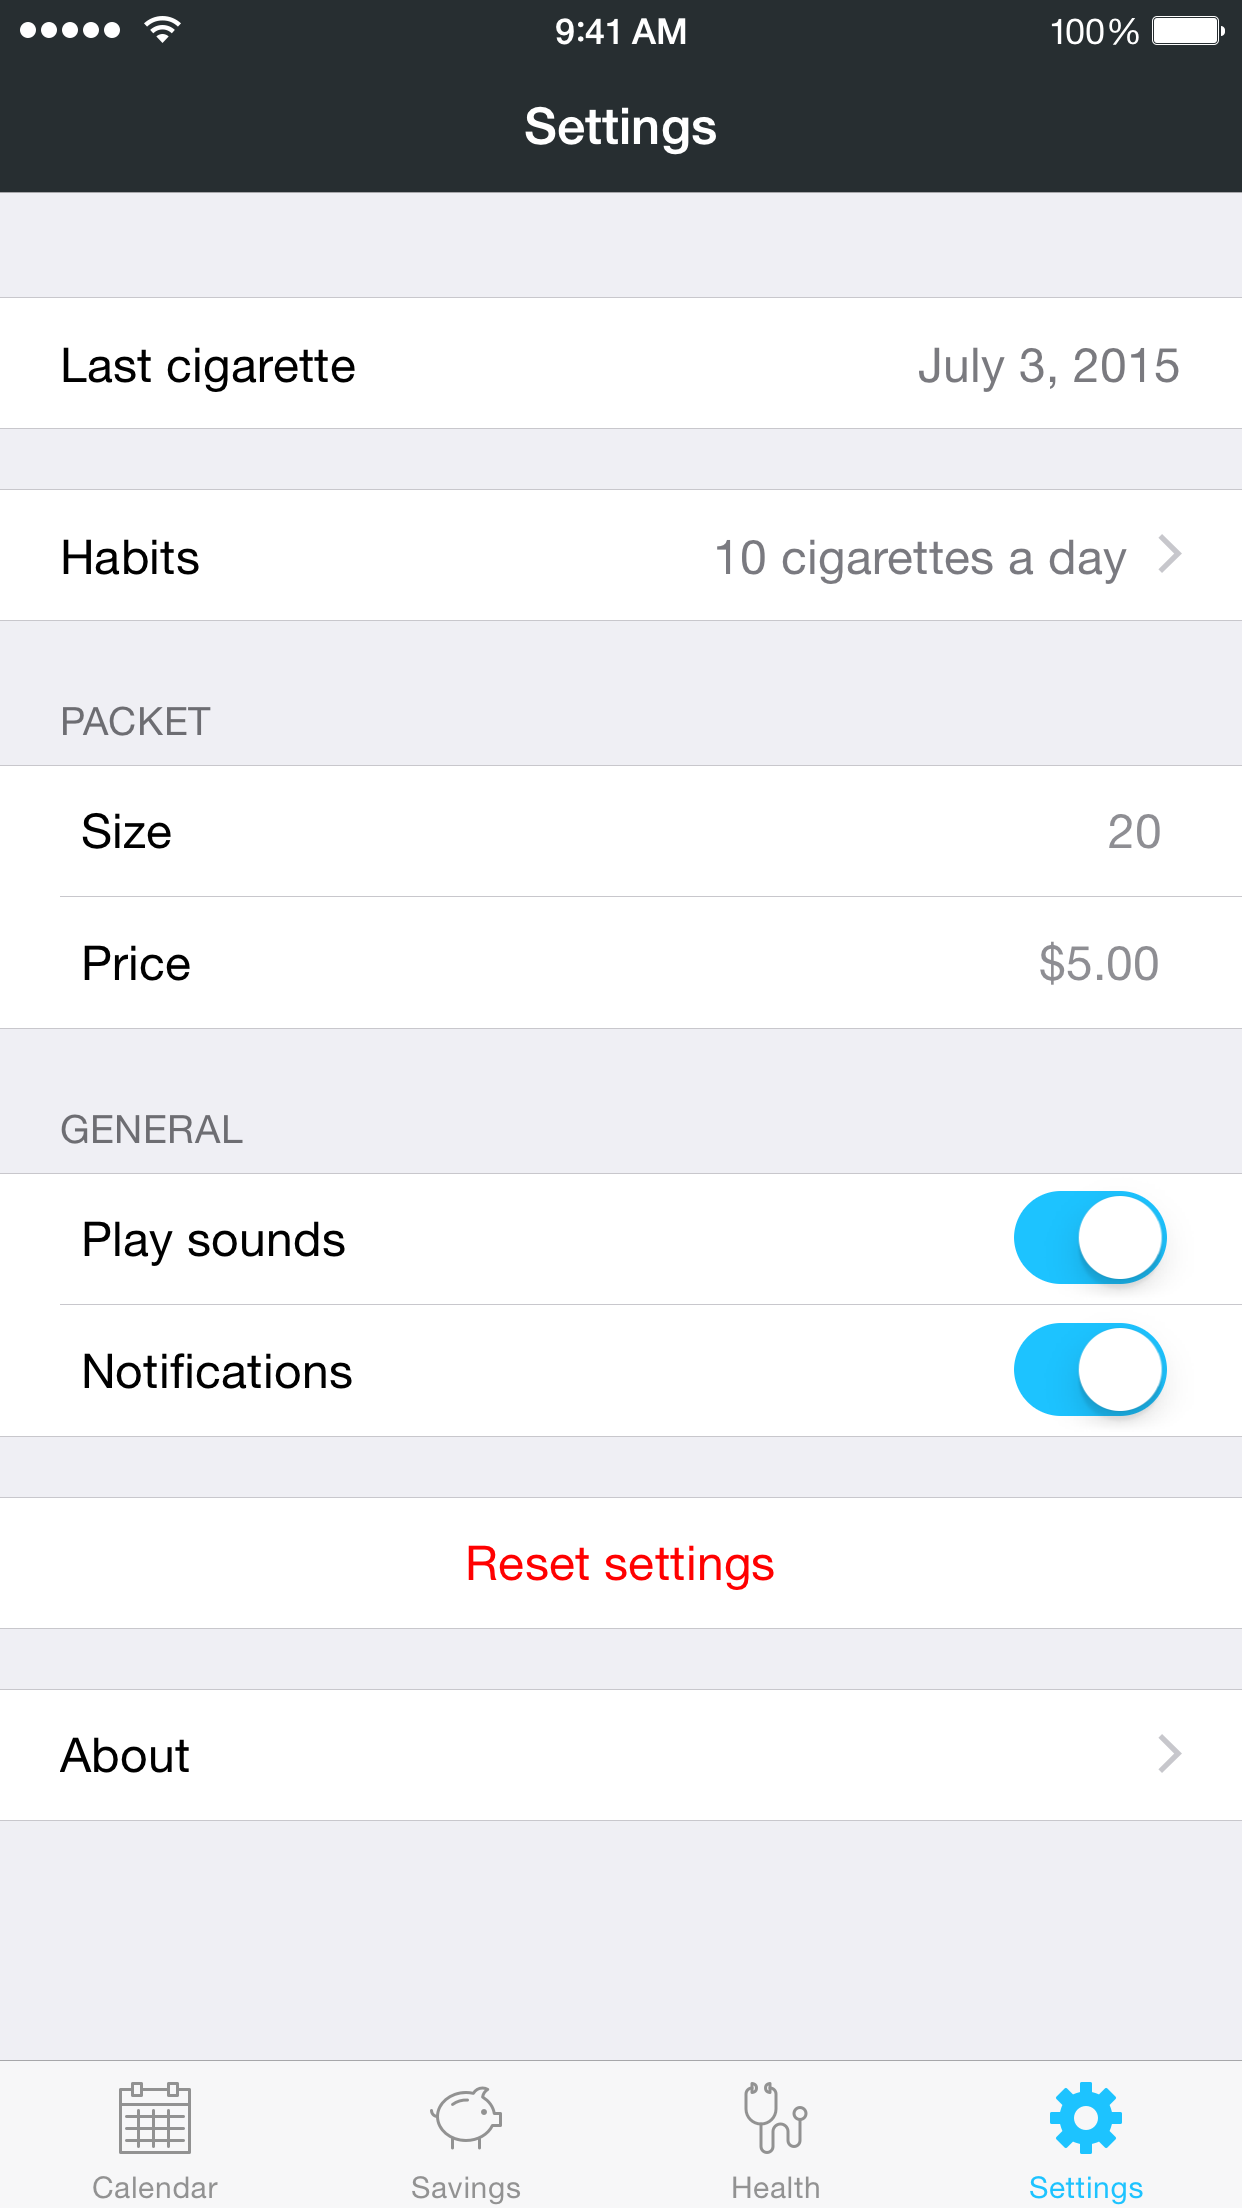 9:41 AM 100%
Settings
Last cigarette July 3, 2015
Habits 10 cigarettes a day
PACKET
Size 20
Price $5.00
GENERAL
Play sounds
Notifications
Reset settings
About
Calendar Savings Health Settings